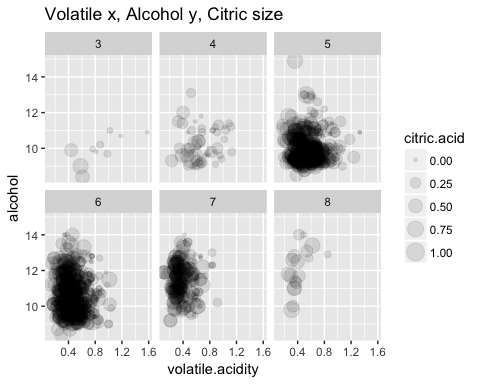 Volatile x, Alcohol y, Citric size
3 4 5
14
12
10
6 7 8
14
12
10
alcohol
0.4 0.8 1.2 1.6 0.4 0.8 1.2 1.6 0.4 0.8 1.2 1.6
volatile.acidity
citric.acid
0.00
0.25
0.50
0.75
1.00